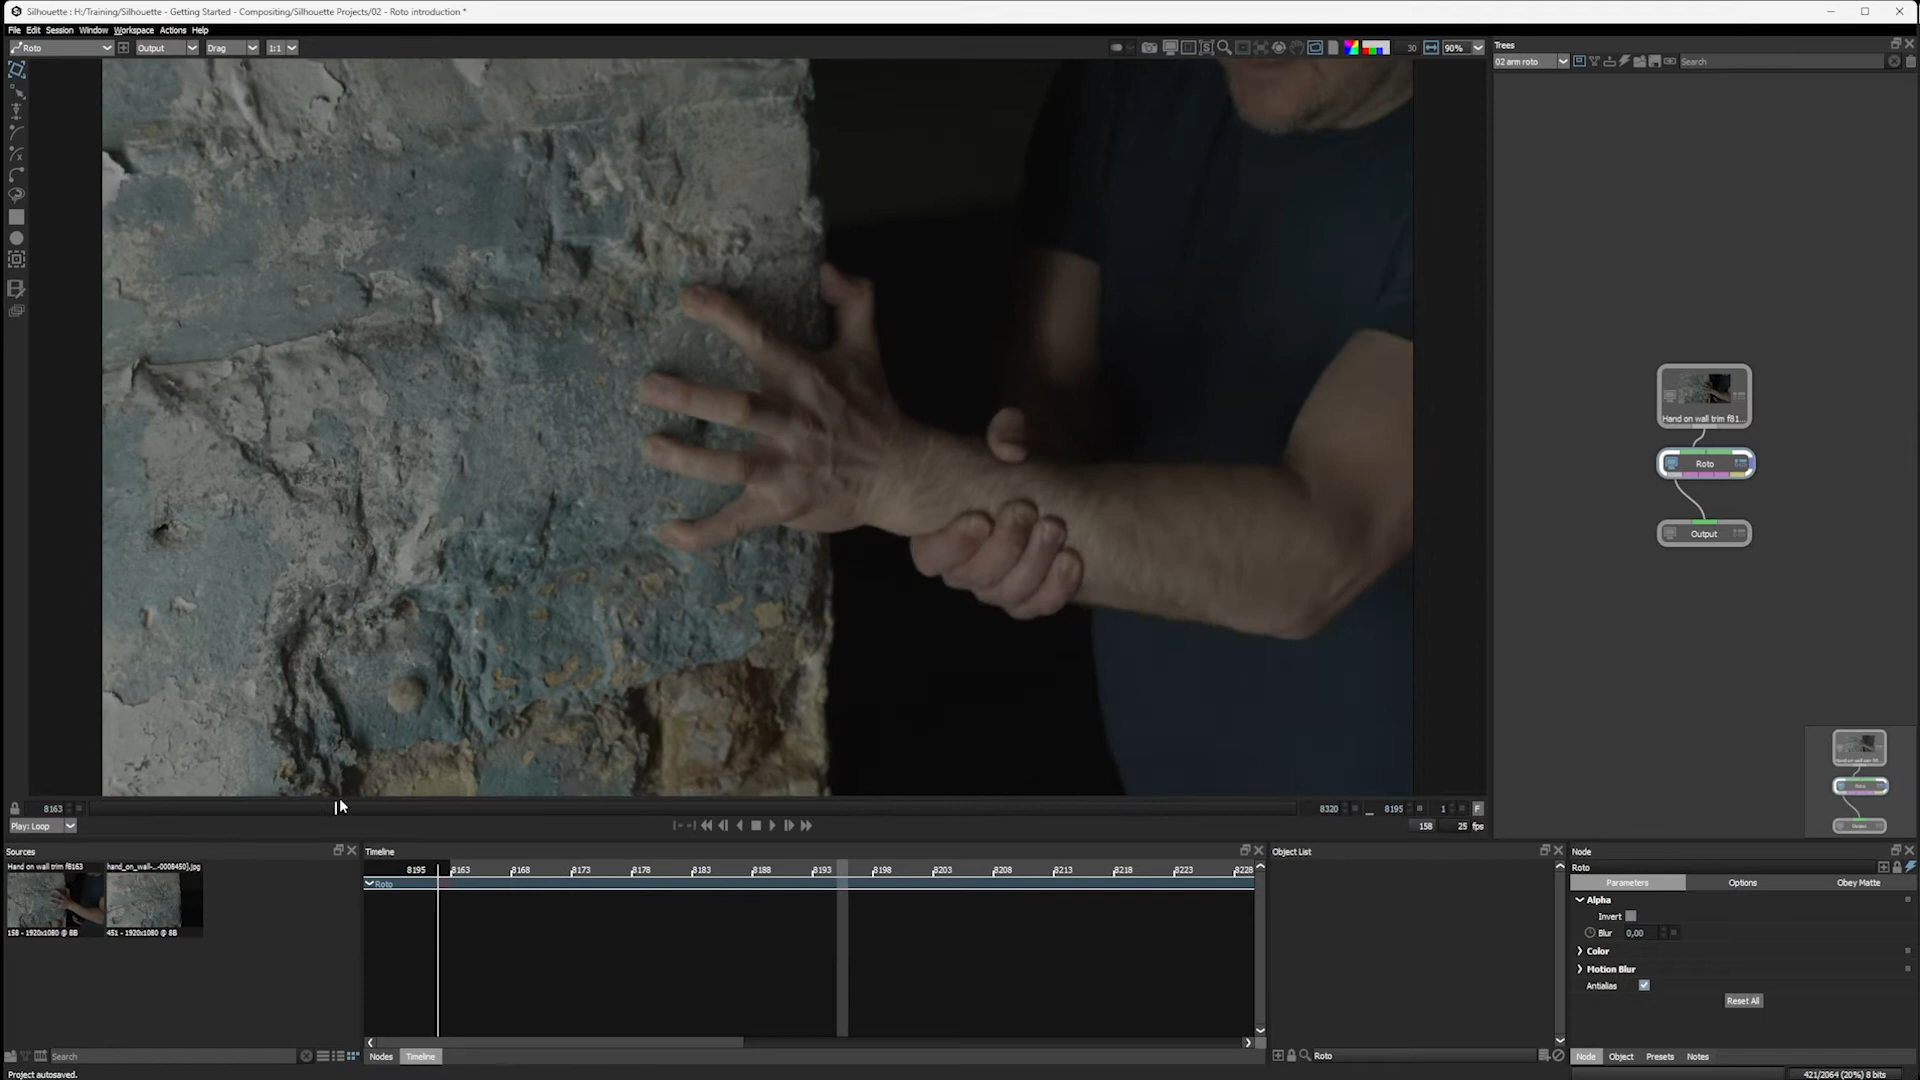 Silhouette : H:/Training/Silhouette - Getting Started - Compositing/Silhouette Projects/02 - Roto introduction *
File Edit Session Window Workspace Actions Help
Roto Output Drag 1:1 30 90%
Trees
02 arm roto Search
Hand on wall trim f81...
Roto
Output
8163 8320 8195 1 F
Play: Loop 158 25 fps
Sources Timeline Object List Node
Hand on wall trim f8163 hand_on_wall-...-0008450].jpg
158 - 1920x1080 @ 8B 451 - 1920x1080 @ 8B
8195 8163 8168 8173 8178 8183 8188 8193 8198 8203 8208 8213 8218 8223 8228
Roto
Roto
Parameters Options Obey Matte
Alpha
Invert
Blur 0,00
Color
Motion Blur
Antialias
Reset All
Search Nodes Timeline Roto Node Object Presets Notes
Project autosaved. 421/2064 (20%) 8 bits